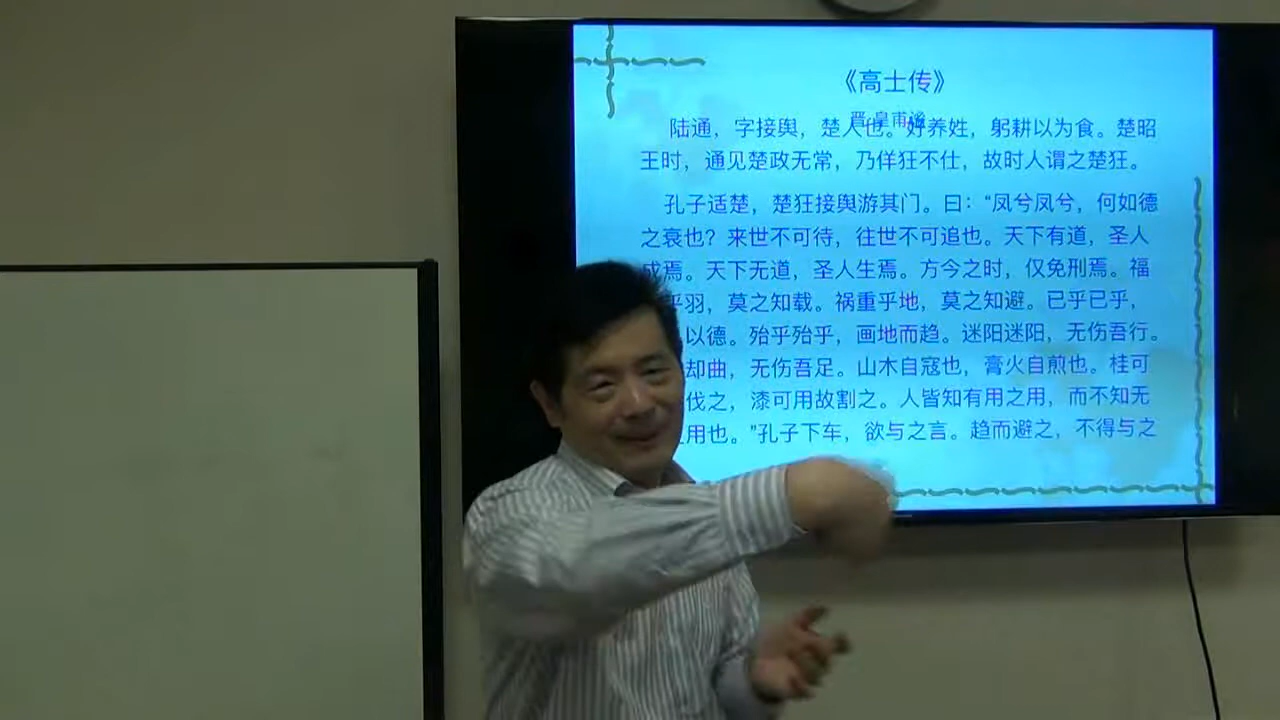 《高士传》
晋 皇甫谧
陆通，字接舆，楚人也。好养姓，躬耕以为食。楚昭
王时，通见楚政无常，乃佯狂不仕，故时人谓之楚狂。
孔子适楚，楚狂接舆游其门。曰：“凤兮凤兮，何如德
之衰也？来世不可待，往世不可追也。天下有道，圣人
成焉。天下无道，圣人生焉。方今之时，仅免刑焉。福
乎羽，莫之知载。祸重乎地，莫之知避。已乎已乎，
以德。殆乎殆乎，画地而趋。迷阳迷阳，无伤吾行。
却曲，无伤吾足。山木自寇也，膏火自煎也。桂可
伐之，漆可用故割之。人皆知有用之用，而不知无
用也。”孔子下车，欲与之言。趋而避之，不得与之